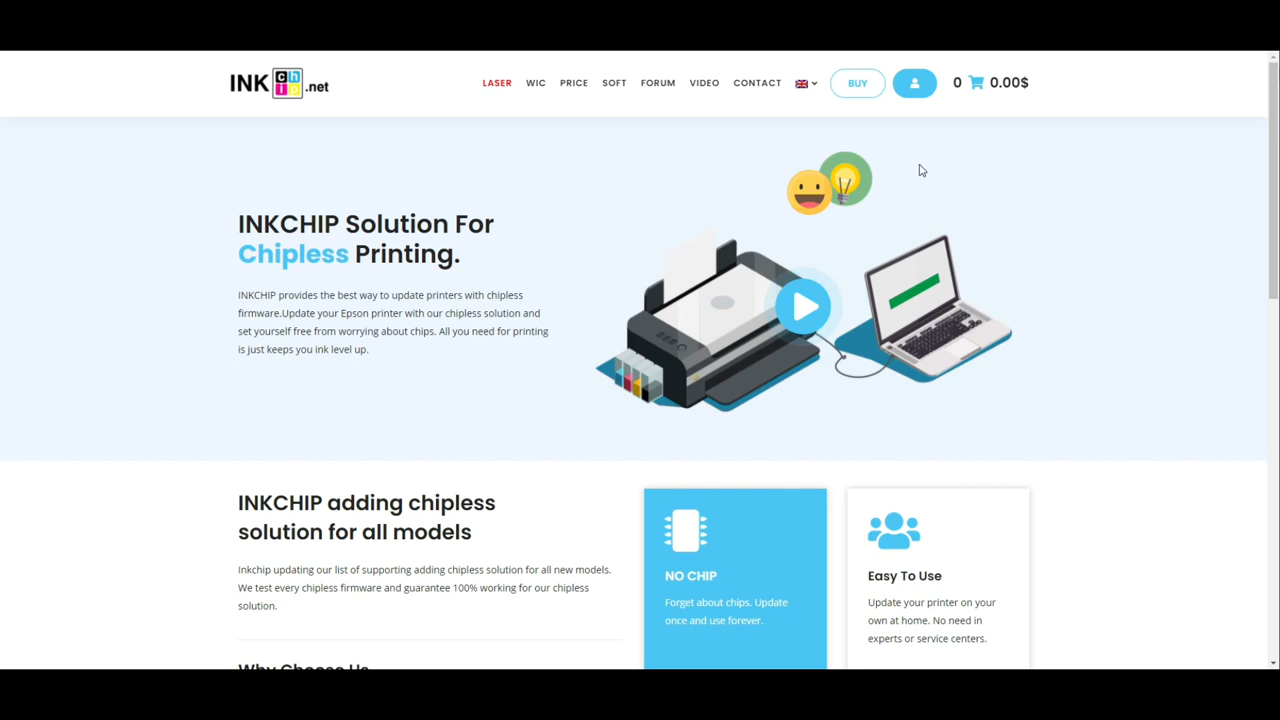 INK chip .net
LASER WIC PRICE SOFT FORUM VIDEO CONTACT BUY 0 0.00$
INKCHIP Solution For
Chipless Printing.
INKCHIP provides the best way to update printers with chipless
firmware.Update your Epson printer with our chipless solution and
set yourself free from worrying about chips. All you need for printing
is just keeps you ink level up.
INKCHIP adding chipless
solution for all models
Inkchip updating our list of supporting adding chipless solution for all new models.
We test every chipless firmware and guarantee 100% working for our chipless
solution.
NO CHIP
Forget about chips. Update
once and use forever.
Easy To Use
Update your printer on your
own at home. No need in
experts or service centers.
Why Choose Us